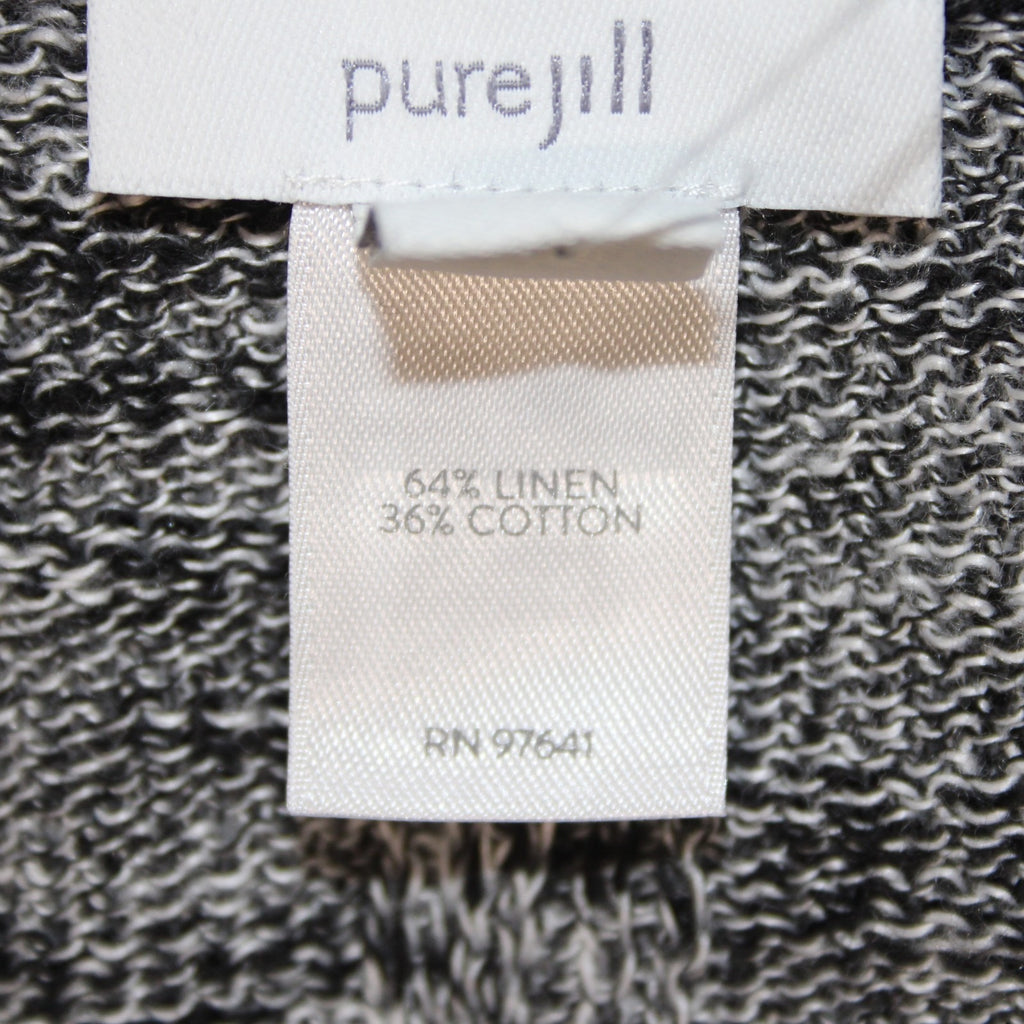 purejill
64% LINEN
36% COTTON
RN 97641